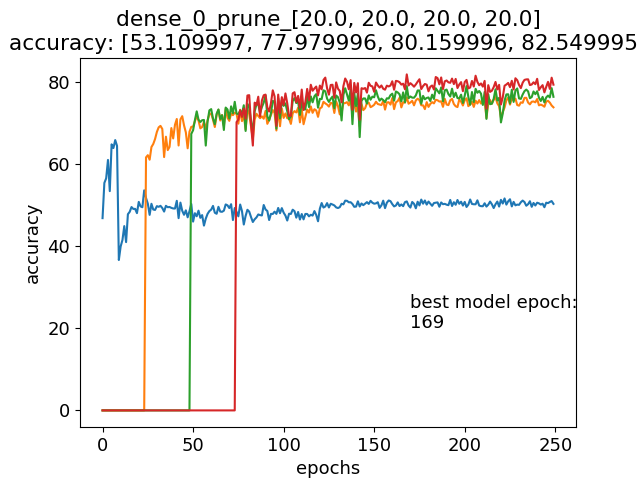 dense_0_prune_[20.0, 20.0, 20.0, 20.0]
accuracy: [53.109997, 77.979996, 80.159996, 82.549995
80
60
40
20
0
accuracy
best model epoch:
169
0 50 100 150 200 250
epochs